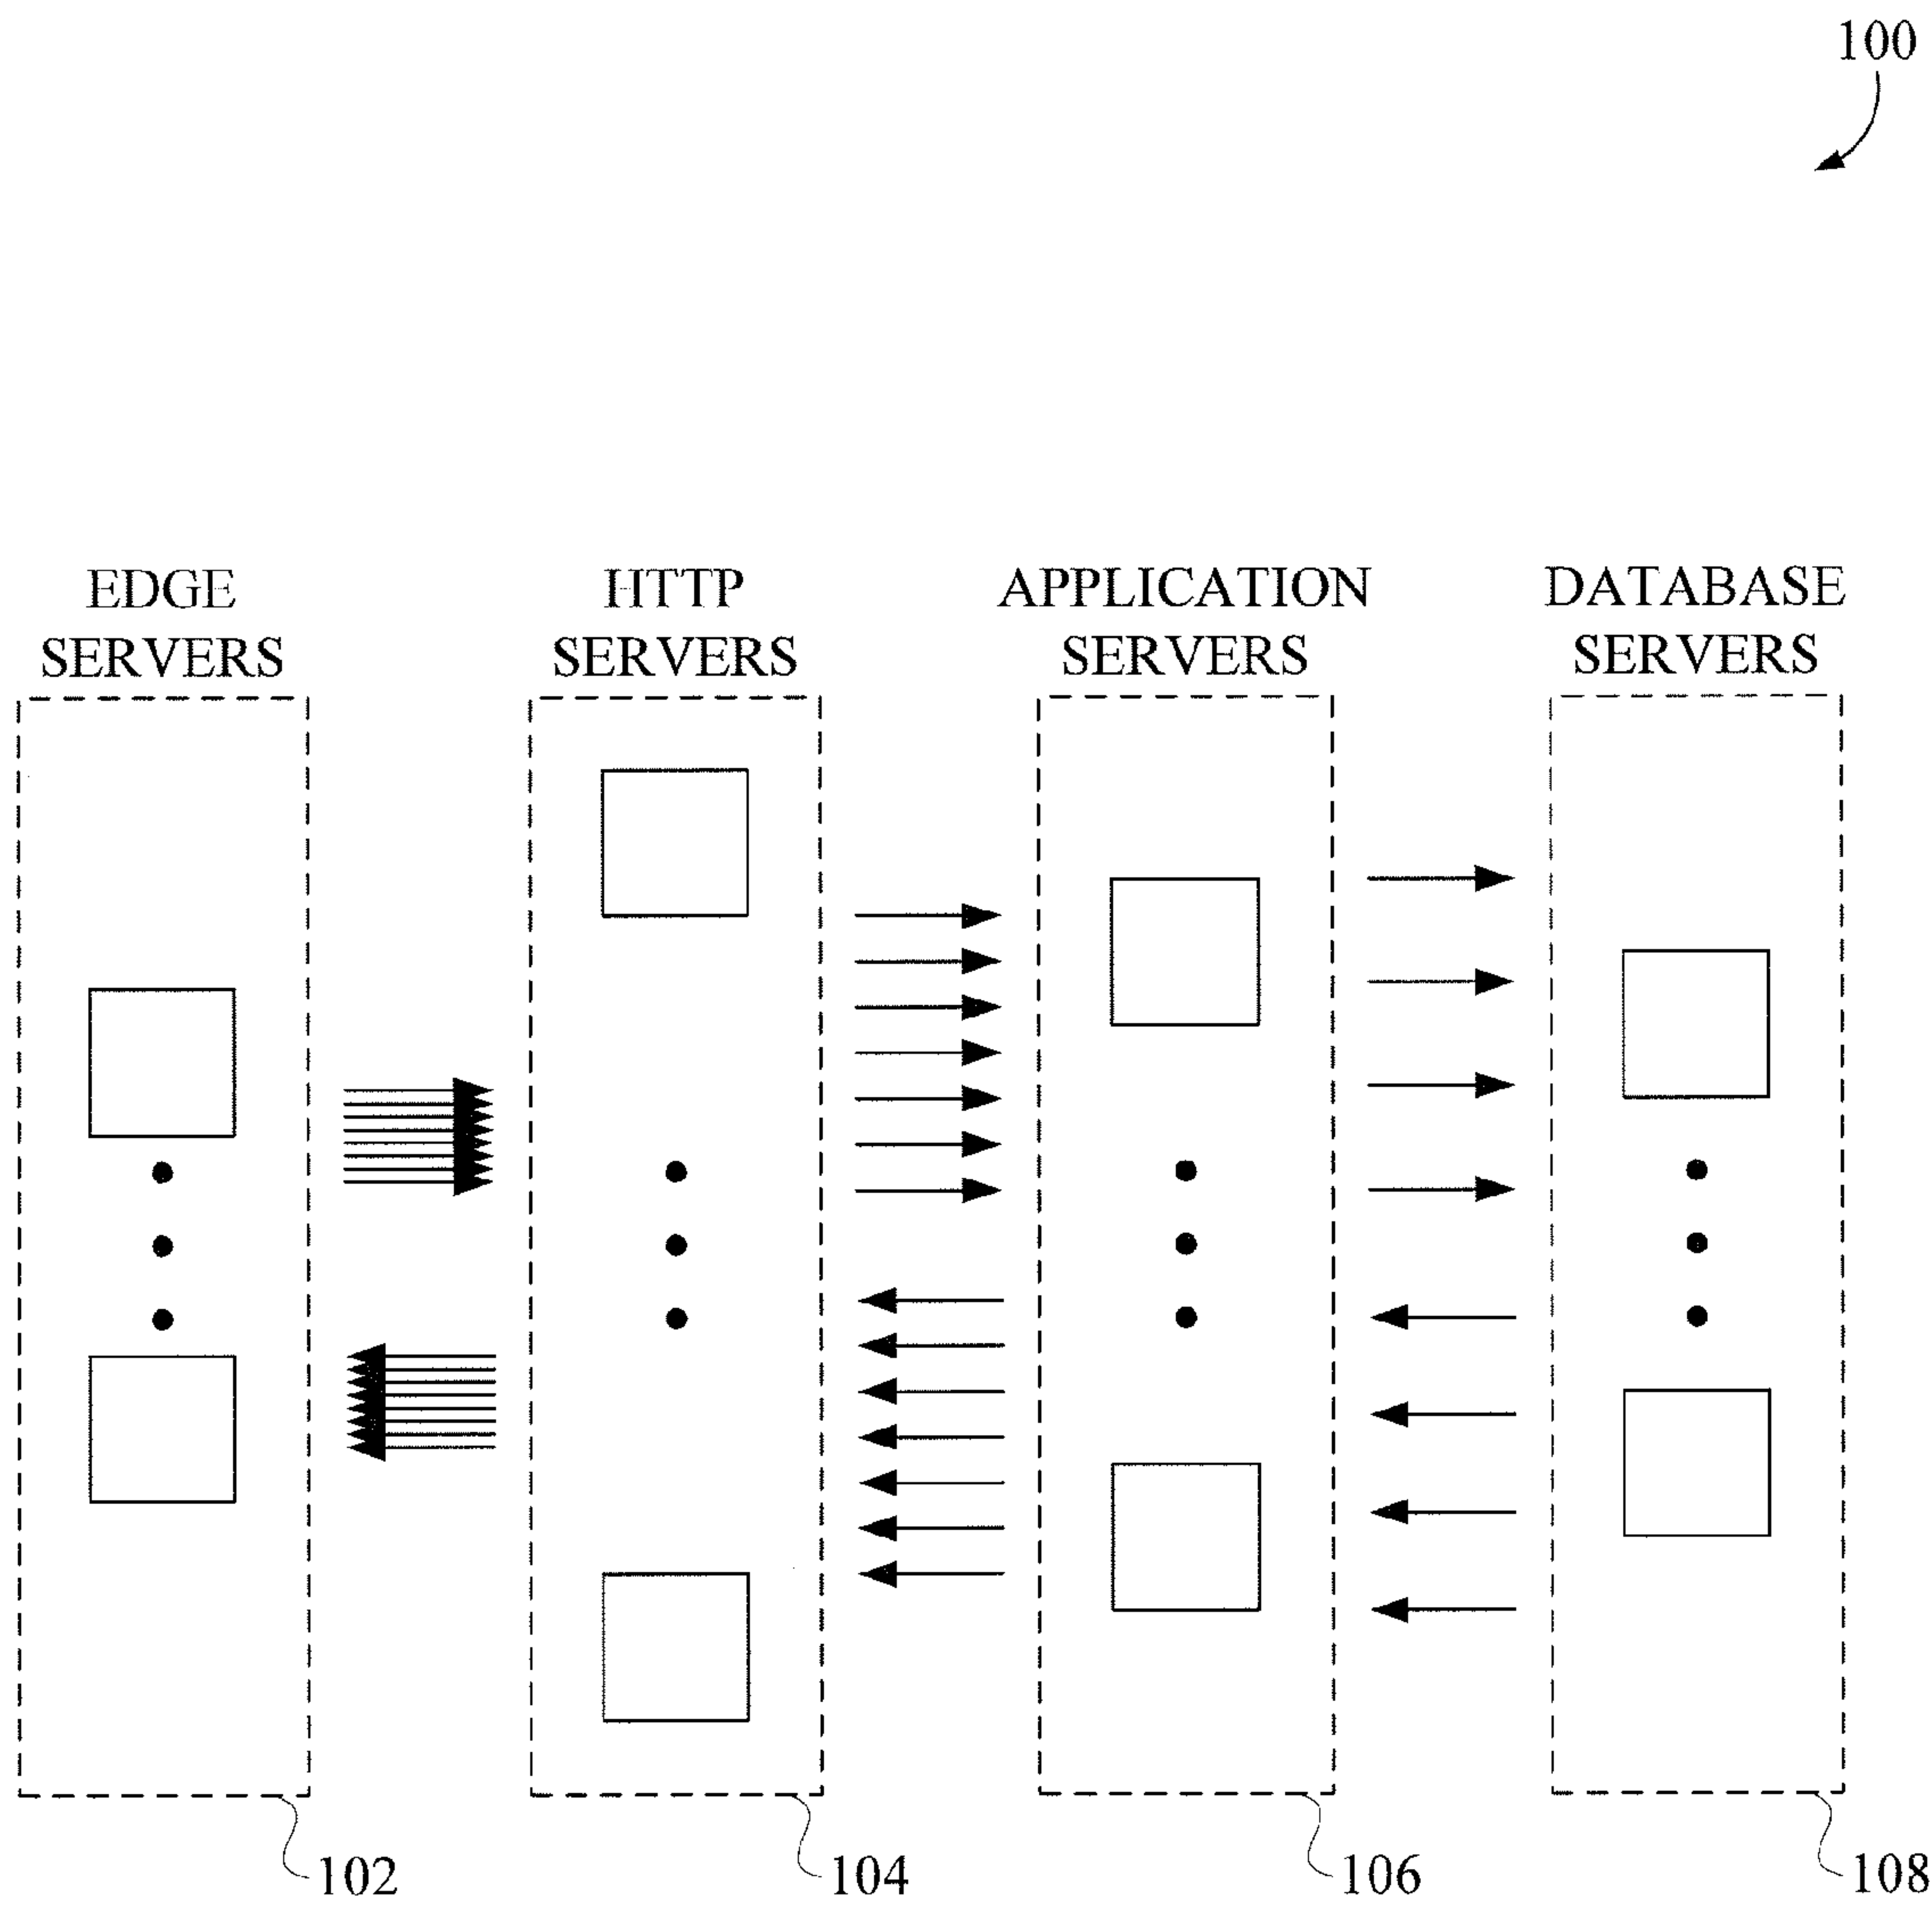 100
EDGE
SERVERS
HTTP
SERVERS
APPLICATION
SERVERS
DATABASE
SERVERS
102
104
106
108